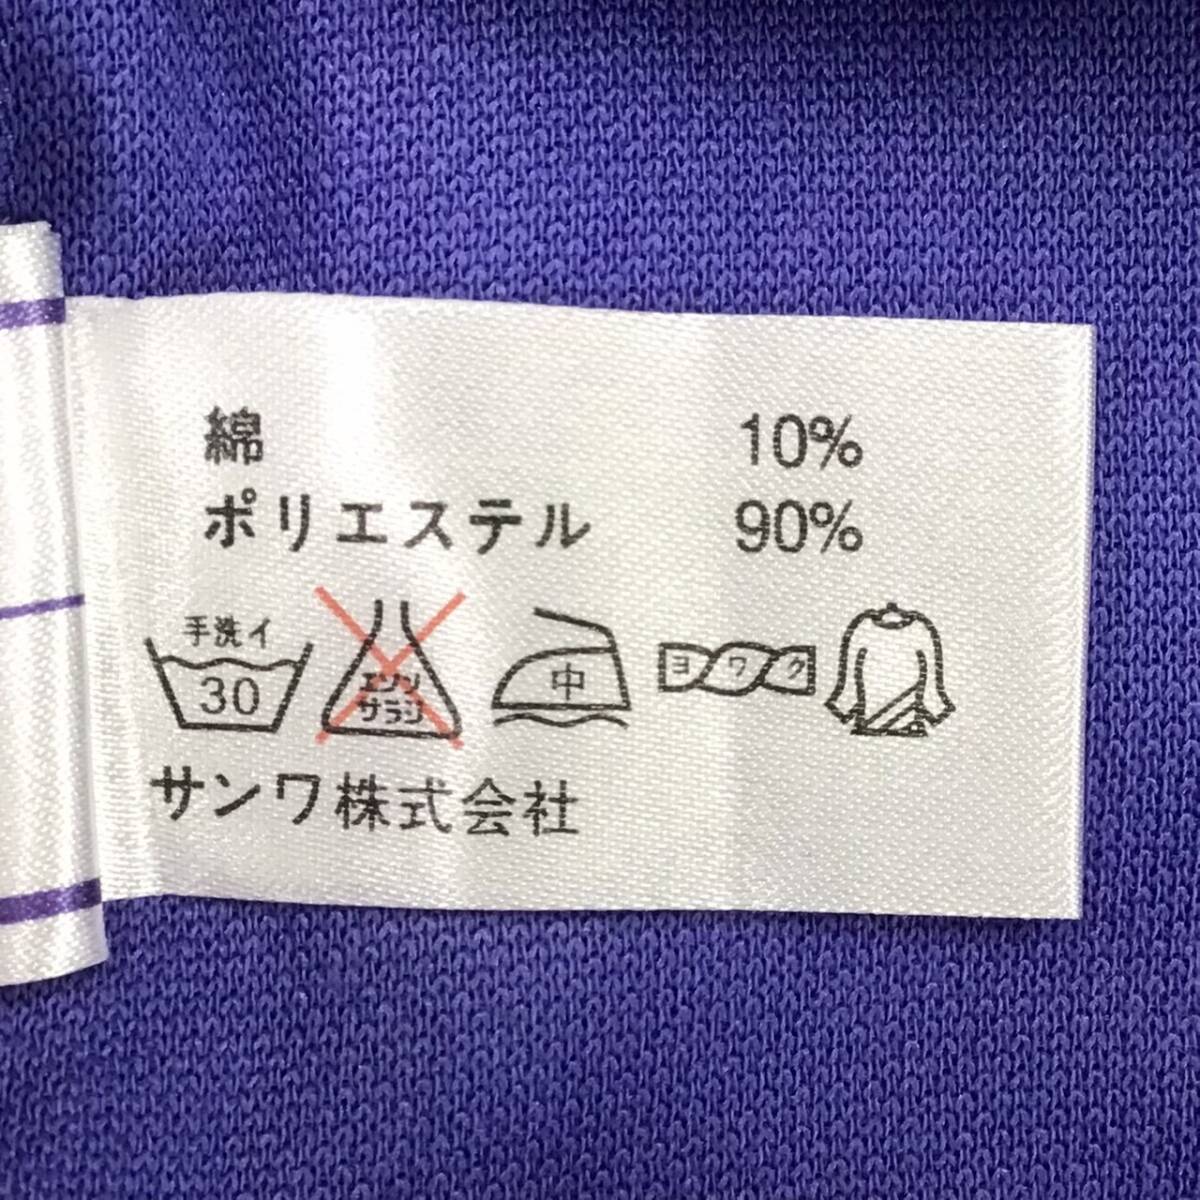 綿 10%
ポリエステル 90%
手洗イ
30
エンソ
サラシ
中
ヨワク
サンワ株式会社